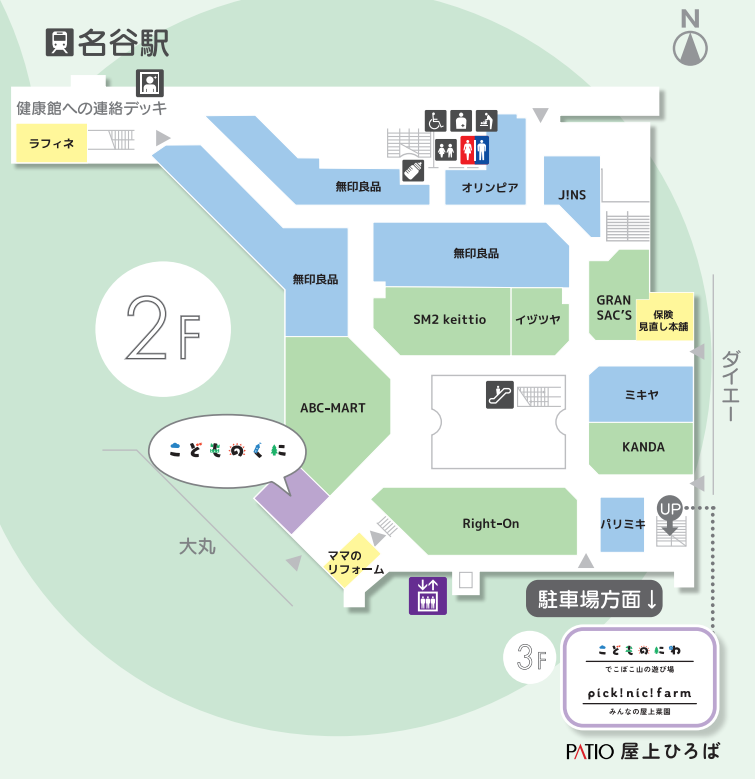 名谷駅
N
健康館への連絡デッキ
ラフィネ
無印良品
オリンピア
J!NS
無印良品
無印良品
SM2 keittio
イヅツヤ
GRAN
SAC'S
保険
見直し本舗
2F
ダイエー
ABC-MART
ミキヤ
KANDA
こどものくに
Right-On
パリミキ
UP
大丸
ママの
リフォーム
駐車場方面↓
3F
こどものにわ
でこぼこ山の遊び場
pick!nic!farm
みんなの屋上菜園
PATIO 屋上ひろば